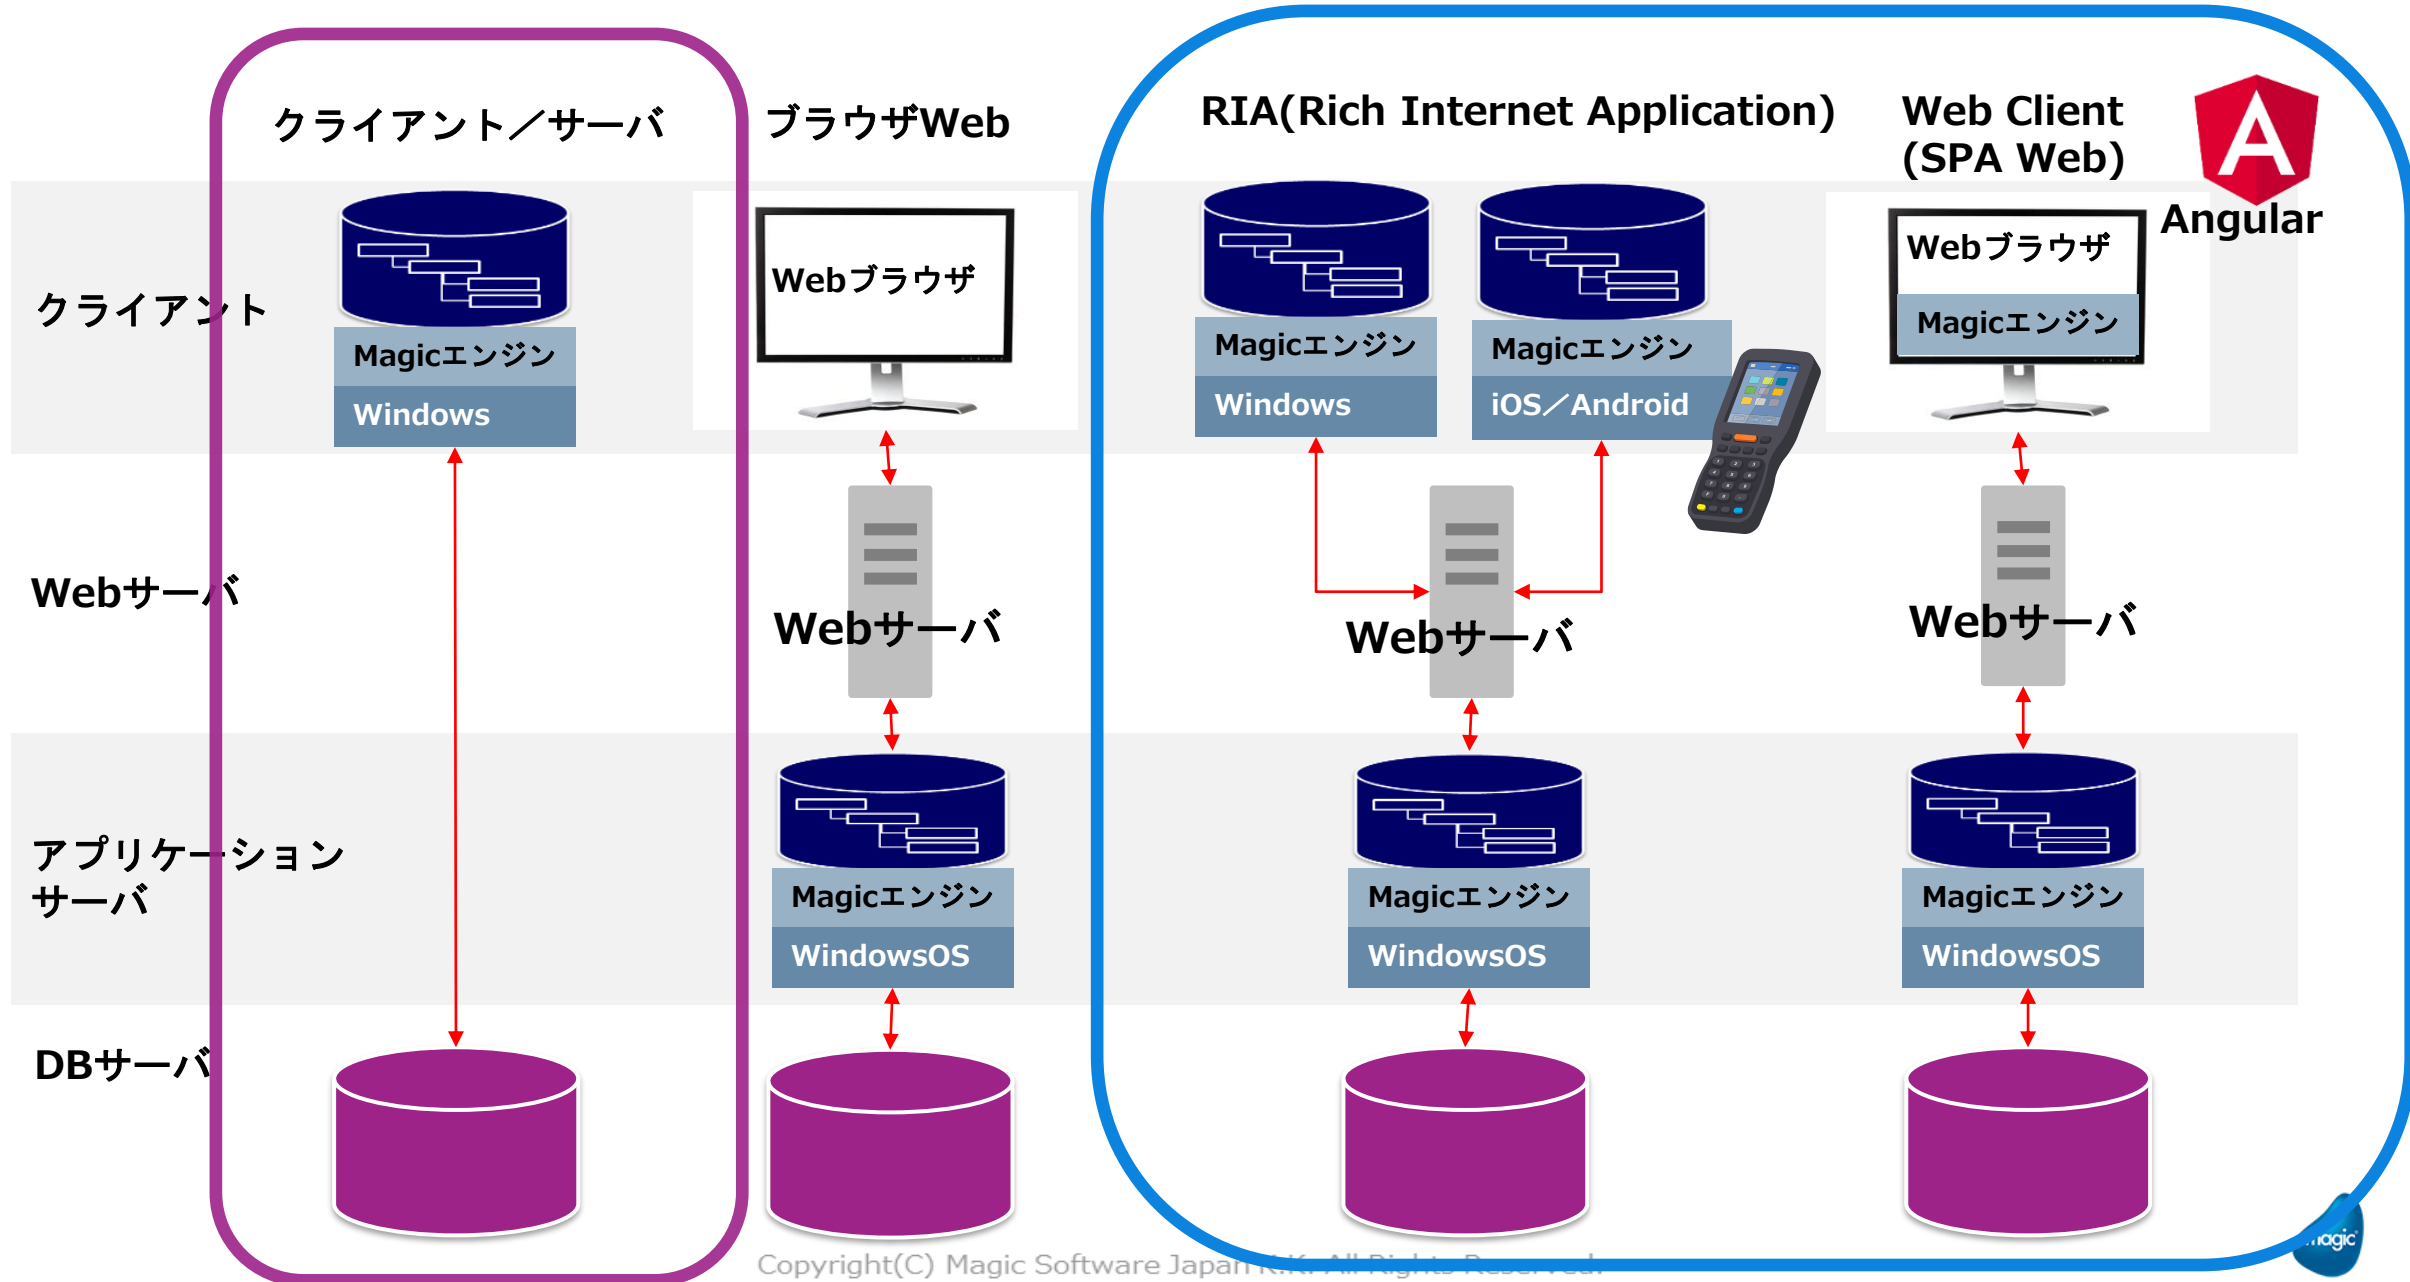 クライアント／サーバ
ブラウザWeb
RIA(Rich Internet Application)
Web Client
(SPA Web)
Angular
クライアント
Magicエンジン
Windows
Webブラウザ
Magicエンジン
Windows
Magicエンジン
iOS／Android
Webブラウザ
Magicエンジン
Webサーバ
Webサーバ
Webサーバ
Webサーバ
アプリケーション
サーバ
Magicエンジン
WindowsOS
Magicエンジン
WindowsOS
Magicエンジン
WindowsOS
DBサーバ
Copyright(C) Magic Software Japan K.K. All Rights Reserved.
magic